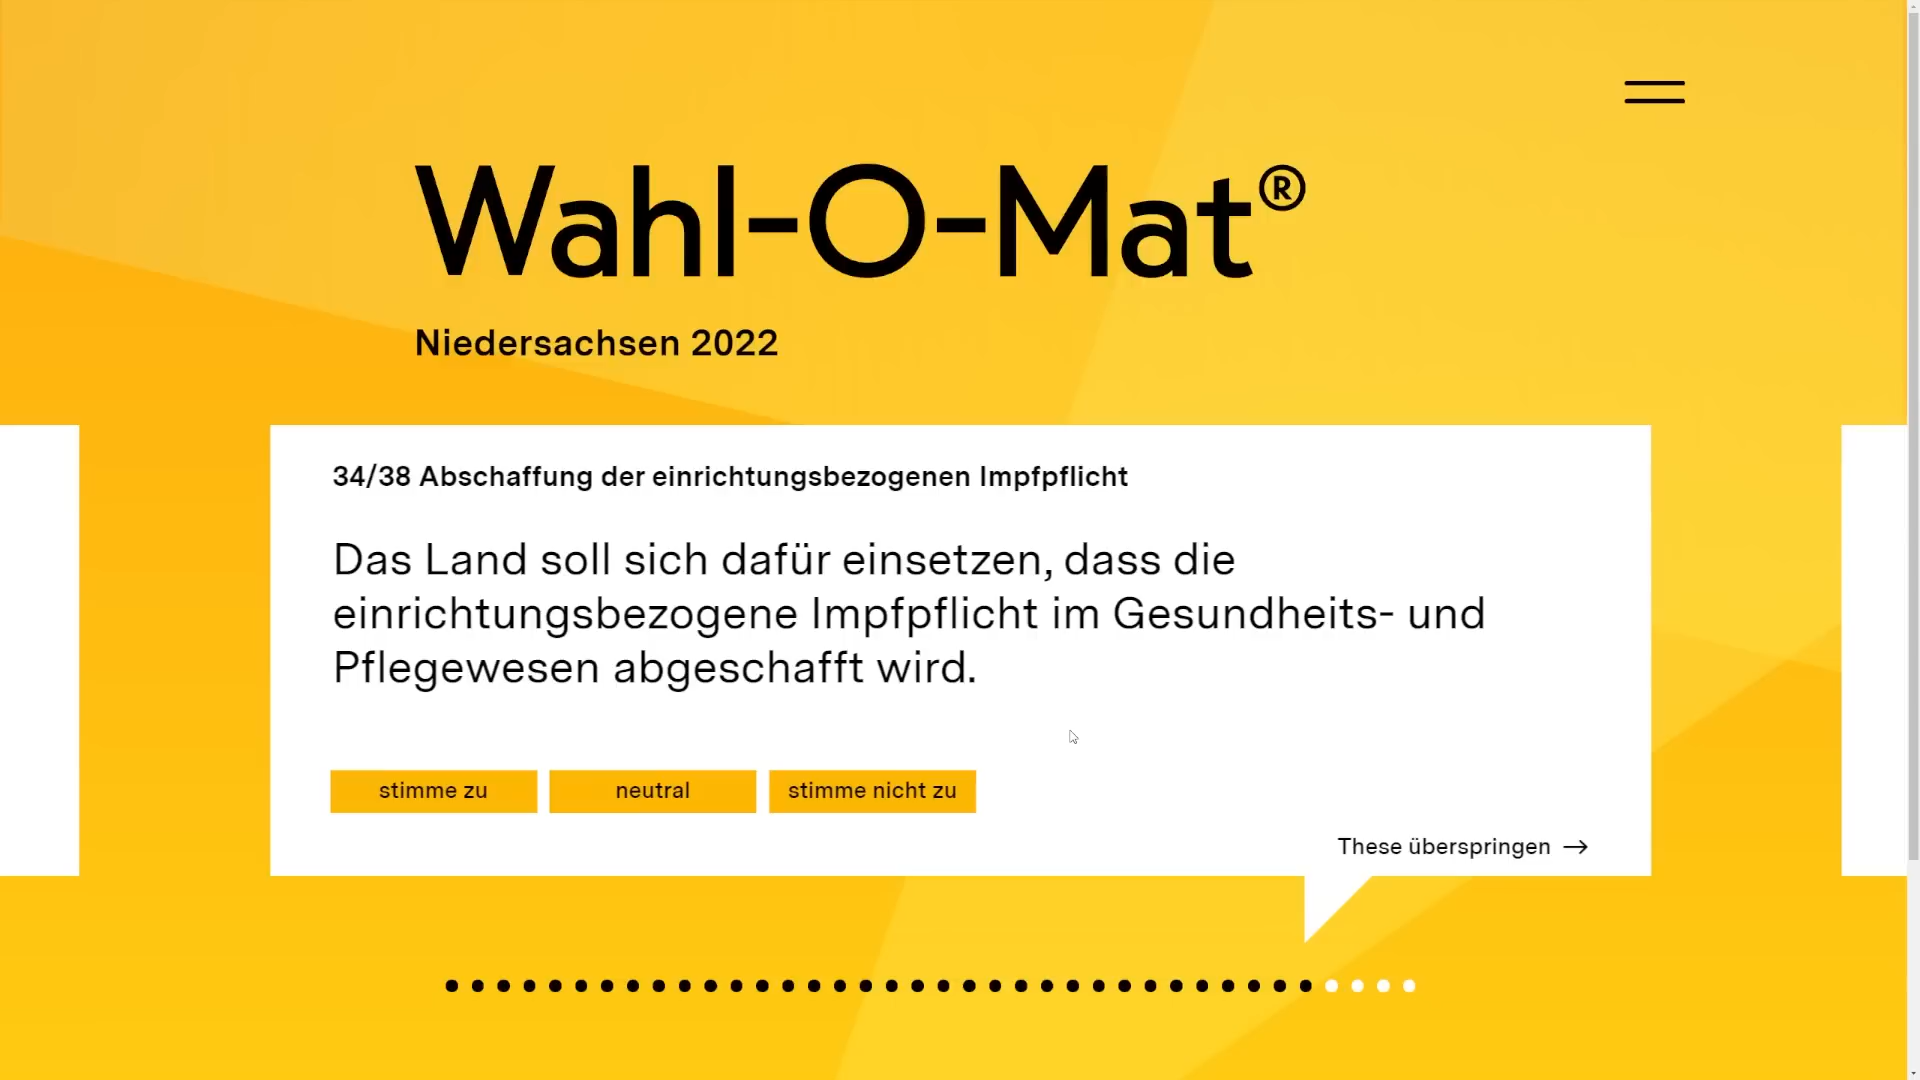 Wahl-O-Mat®
Niedersachsen 2022
34/38 Abschaffung der einrichtungsbezogenen Impfpflicht
Das Land soll sich dafür einsetzen, dass die
einrichtungsbezogene Impfpflicht im Gesundheits- und
Pflegewesen abgeschafft wird.
stimme zu
neutral
stimme nicht zu
These überspringen →